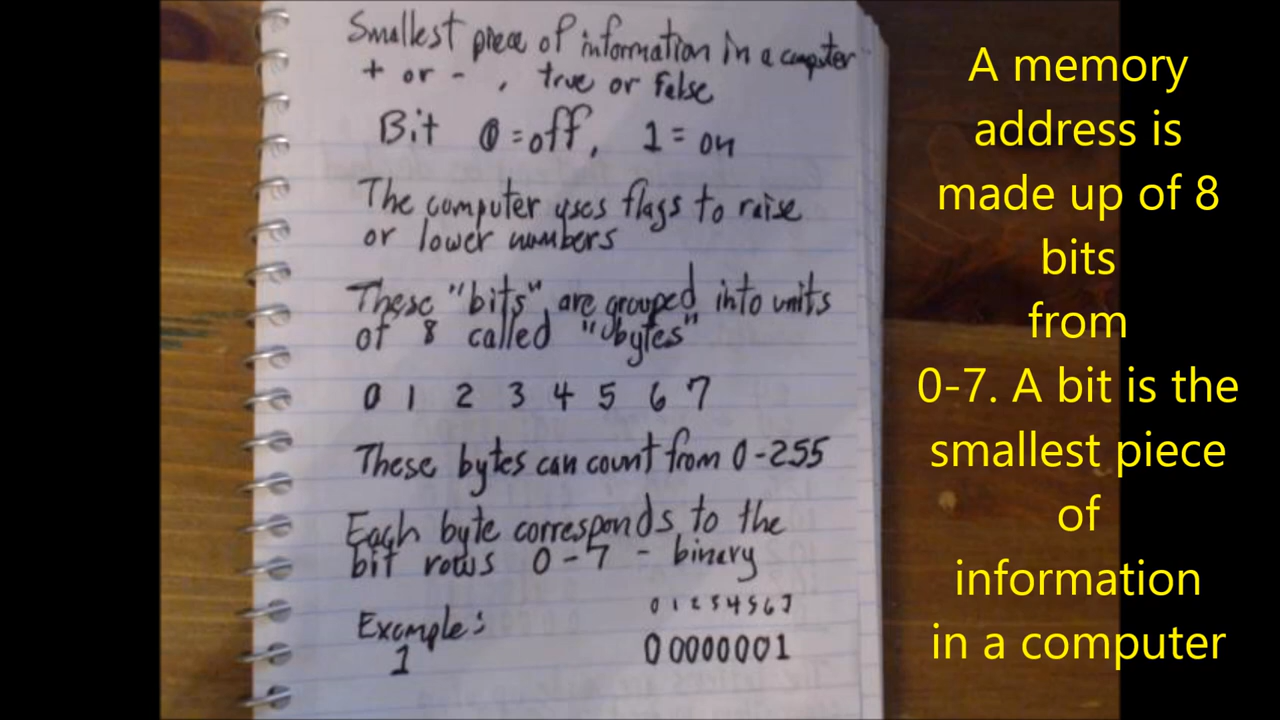 Smallest piece of information in a computer
+ or - , true or False
Bit 0 = off, 1 = on
The computer uses flags to raise
or lower numbers
These "bits", are grouped into units
of 8 called "bytes"
0 1 2 3 4 5 6 7
These bytes can count from 0-255
Each byte corresponds to the
bit rows 0-7 - binary
Example:
1
0 1 2 3 4 5 6 7
00000001
A memory
address is
made up of 8
bits
from
0-7. A bit is the
smallest piece
of
information
in a computer